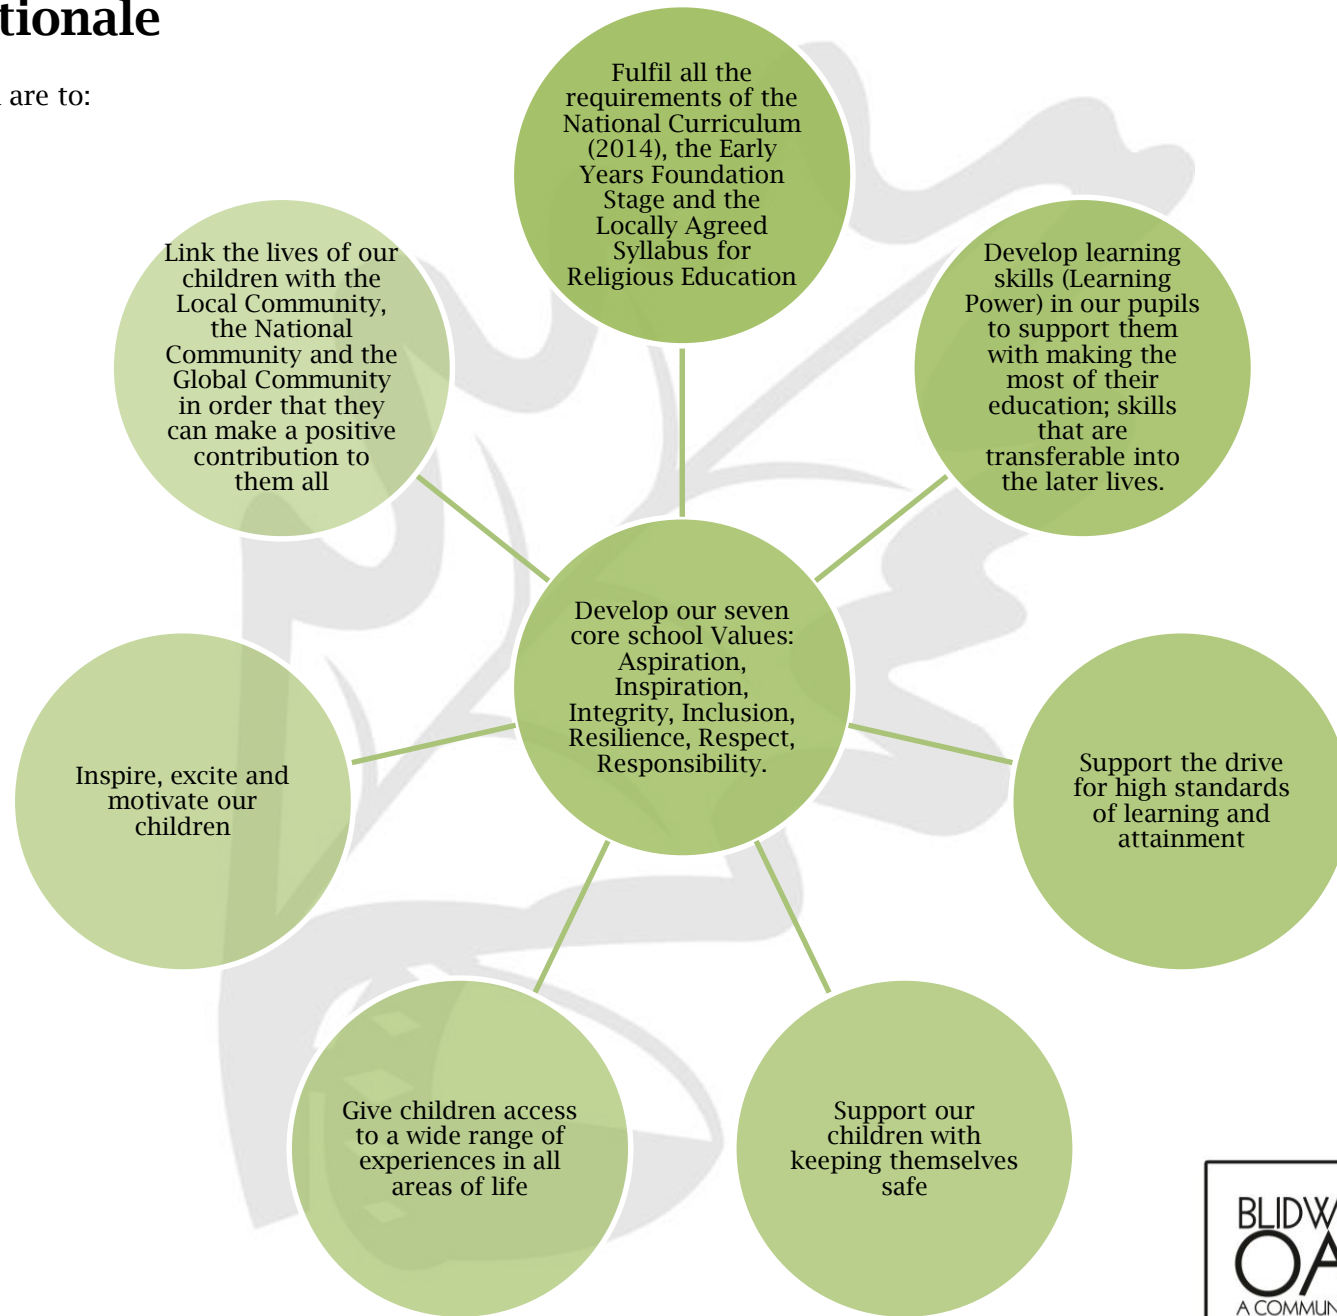 tionale
are to:
Fulfil all the
requirements of the
National Curriculum
(2014), the Early
Years Foundation
Stage and the
Locally Agreed
Syllabus for
Religious Education
Link the lives of our
children with the
Local Community,
the National
Community and the
Global Community
in order that they
can make a positive
contribution to
them all
Develop learning
skills (Learning
Power) in our pupils
to support them
with making the
most of their
education; skills
that are
transferable into
the later lives.
Develop our seven
core school Values:
Aspiration,
Inspiration,
Integrity, Inclusion,
Resilience, Respect,
Responsibility.
Inspire, excite and
motivate our
children
Support the drive
for high standards
of learning and
attainment
Give children access
to a wide range of
experiences in all
areas of life
Support our
children with
keeping themselves
safe
BLIDW
OA
A COMMUN